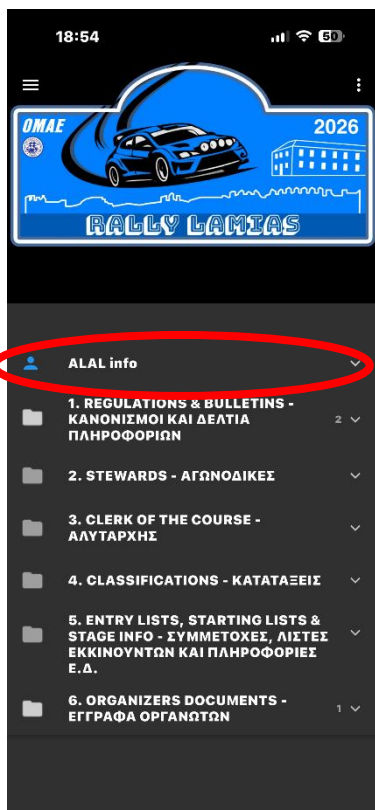 18:54
50
OMAE
2026
RALLY LAMIAS
ALAL info
1. REGULATIONS & BULLETINS -
ΚΑΝΟΝΙΣΜΟΙ ΚΑΙ ΔΕΛΤΙΑ
ΠΛΗΡΟΦΟΡΙΩΝ
2
2. STEWARDS - ΑΓΩΝΟΔΙΚΕΣ
3. CLERK OF THE COURSE -
ΑΛΥΤΑΡΧΗΣ
4. CLASSIFICATIONS - ΚΑΤΑΤΑΞΕΙΣ
5. ENTRY LISTS, STARTING LISTS &
STAGE INFO - ΣΥΜΜΕΤΟΧΕΣ, ΛΙΣΤΕΣ
ΕΚΚΙΝΟΥΝΤΩΝ ΚΑΙ ΠΛΗΡΟΦΟΡΙΕΣ
Ε.Δ.
6. ORGANIZERS DOCUMENTS -
ΕΓΓΡΑΦΑ ΟΡΓΑΝΩΤΩΝ
1